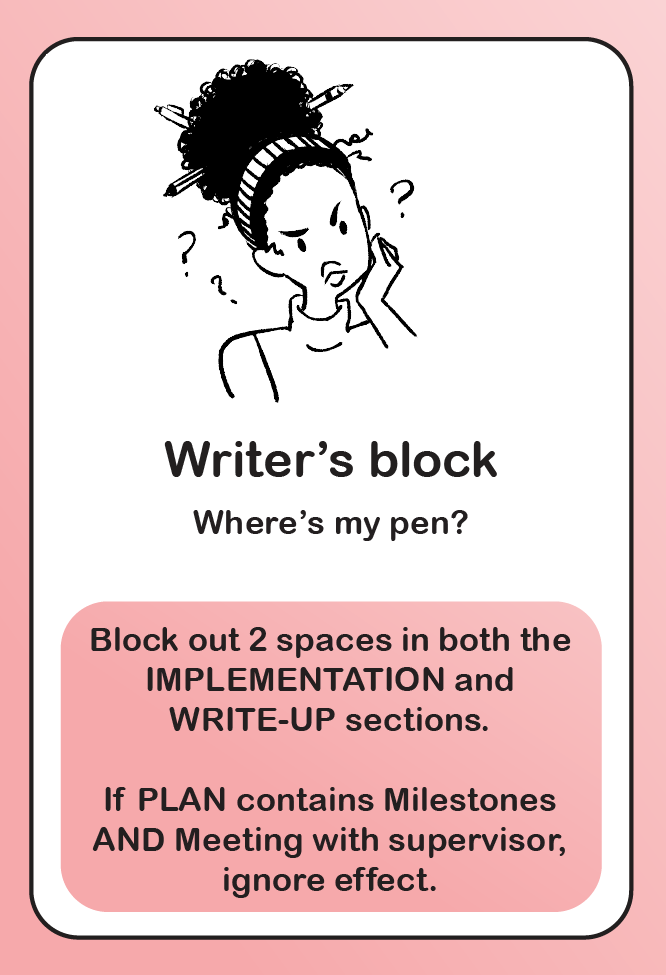 ?
?
?
Writer’s block
Where’s my pen?
Block out 2 spaces in both the
IMPLEMENTATION and
WRITE-UP sections.
If PLAN contains Milestones
AND Meeting with supervisor,
ignore effect.